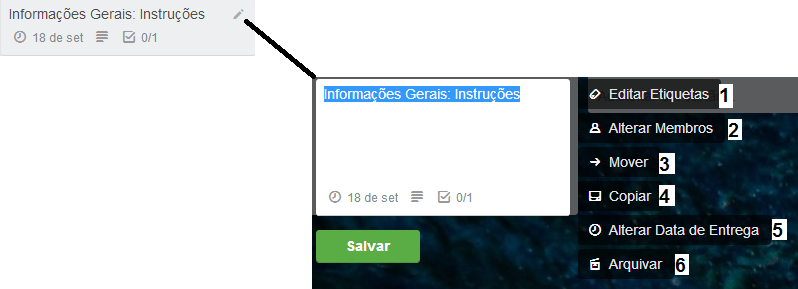 Informações Gerais: Instruções
18 de set 0/1
Informações Gerais: Instruções
18 de set 0/1
Salvar
Editar Etiquetas 1
Alterar Membros 2
Mover 3
Copiar 4
Alterar Data de Entrega 5
Arquivar 6